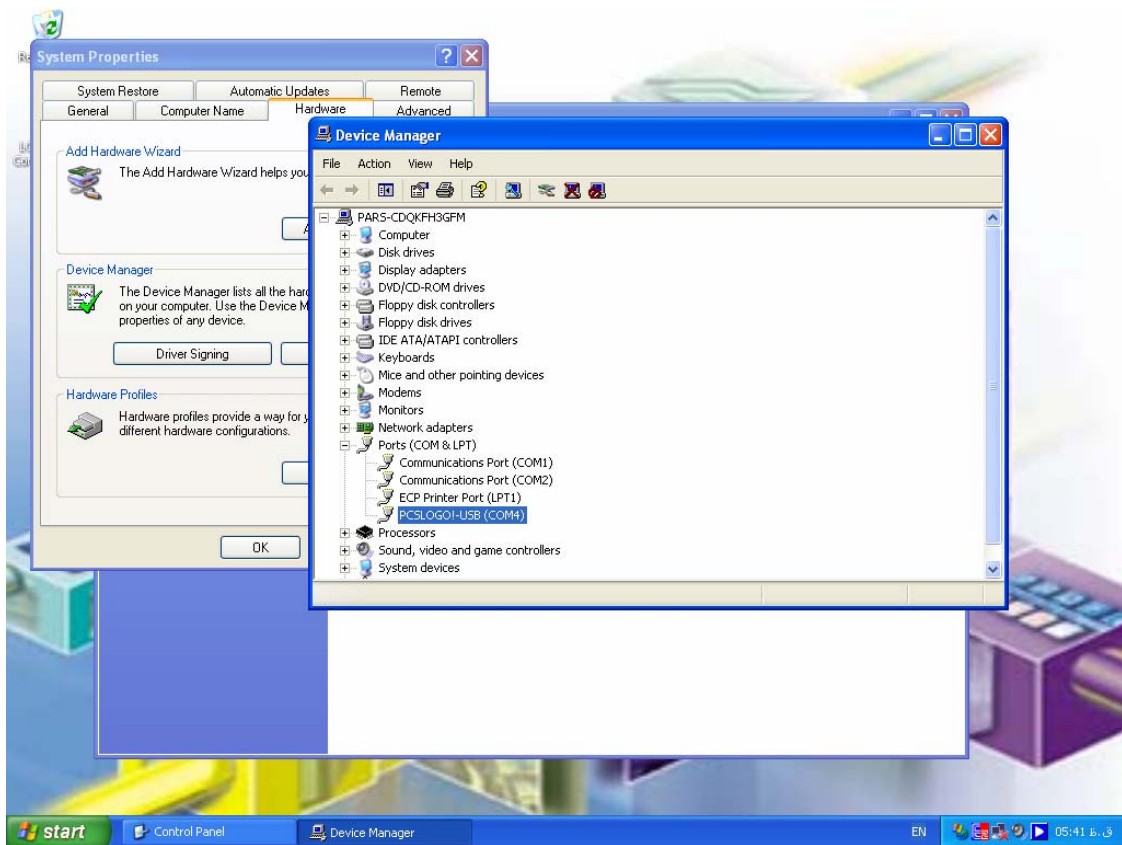 System Properties
System Restore
Automatic Updates
Remote
General
Computer Name
Hardware
Advanced
Add Hardware Wizard
The Add Hardware Wizard helps you
Device Manager
The Device Manager lists all the hard
on your computer. Use the Device M
properties of any device.
Driver Signing
Hardware Profiles
Hardware profiles provide a way for y
different hardware configurations.
OK
Device Manager
File Action View Help
PARS-CDQKFH3GFM
Computer
Disk drives
Display adapters
DVD/CD-ROM drives
Floppy disk controllers
Floppy disk drives
IDE ATA/ATAPI controllers
Keyboards
Mice and other pointing devices
Modems
Monitors
Network adapters
Ports (COM & LPT)
Communications Port (COM1)
Communications Port (COM2)
ECP Printer Port (LPT1)
PCSLOGO!-USB (COM4)
Processors
Sound, video and game controllers
System devices
start
Control Panel
Device Manager
EN
05:41 ق.ظ